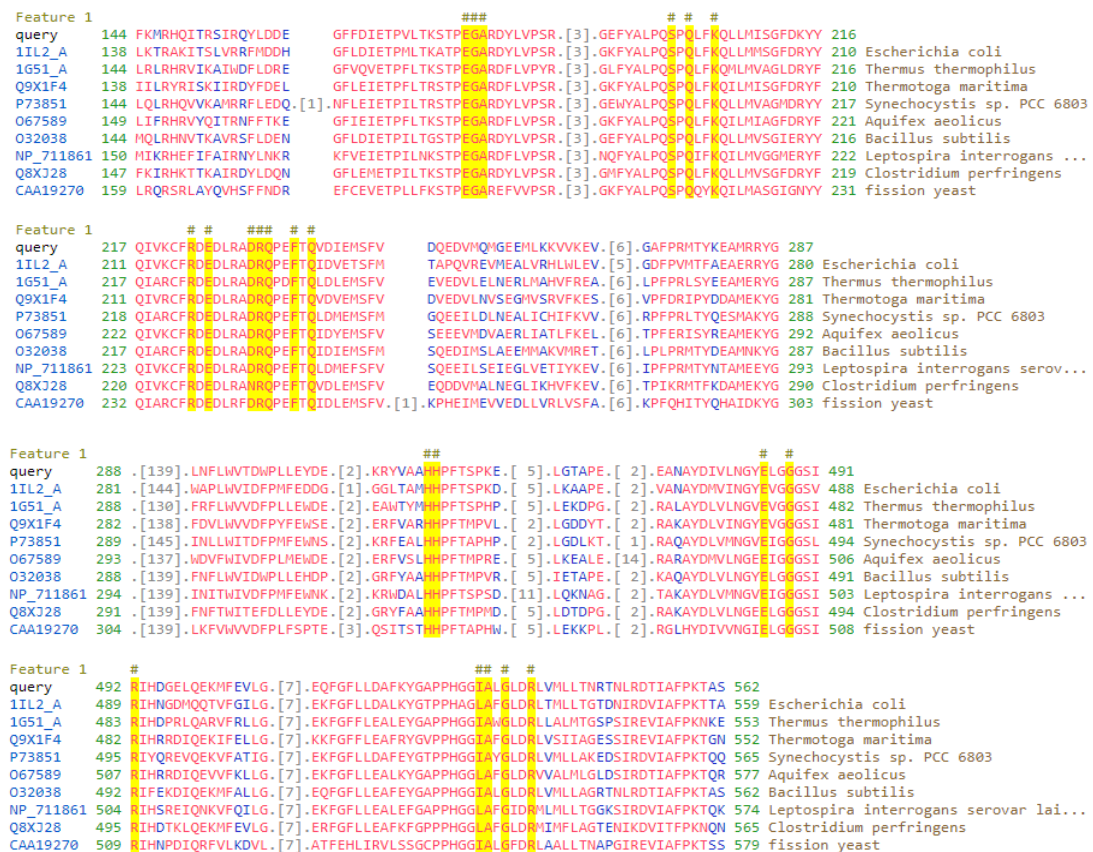 Feature 1 ### # # #
query 144 FKMRHQITRSIRQYLDDE GFFDIETPVLTKSTPEGARDYLVPSR.[3].GEFYALPQSPQLFKQLLMISGFDKYY 216
1IL2_A 138 LKTRAKITSLVRRFMDDH GFLDIETPMLTKATPEGARDYLVPSR.[3].GKFYALPQSPQLFKQLLMMSGFDRYY 210 Escherichia coli
1G51_A 144 LRLRHRVIKAIWDFLDRE GFVQVETPFLTKSTPEGARDFLVPYR.[3].GLFYALPQSPQLFKQMLMVAGLDRYF 216 Thermus thermophilus
Q9X1F4 138 IILRYRISKIIRDYFDEL GFLEIETPFLTRSTPEGARDYLVPSR.[3].GKFYALPQSPQLFKQILMISGFDRYF 210 Thermotoga maritima
P73851 144 LQLRHQVVKAMRRFLEDQ.[1].NFLEIETPILTRSTPEGARDYLVPSR.[3].GEWYALPQSPQLFKQLLMVAGMDRYY 217 Synechocystis sp. PCC 6803
O67589 149 LIFRHRVYQITRNFFTKE GFIEIETPFLTKSTPEGARDFLVPSR.[3].GKFYALPQSPQLFKQILMIAGFDRYF 221 Aquifex aeolicus
O32038 144 MQLRHNVTKAVRSFLDEN GFLDIETPILTGSTPEGARDYLVPSR.[3].GEFYALPQSPQLFKQLLMVSGIERYY 216 Bacillus subtilis
NP_711861 150 MIKRHEFIFAIRNYLNKR KFVEIETPILNKSTPEGARDYLVPSR.[3].NQFYALPQSPQIFKQILMVGGMERYF 222 Leptospira interrogans ...
Q8XJ28 147 FKIRHKTTKAIRDYLDQN GFLEMETPILTKSTPEGARDYLVPSR.[3].GMFYALPQSPQLFKQLLMVSGFDRYF 219 Clostridium perfringens
CAA19270 159 LRQRSRLAYQVHSFFNDR EFCEVETPLLFKSTPEGAREFVVPSR.[3].GKFYALPQSPQQYKQILMASGIGNYY 231 fission yeast
Feature 1 # # ### # #
query 217 QIVKCFRDEDLRADRQPEFTQVDIEMSFV DQEDVMQMGEEMLKKVVKEV.[6].GAFPRMTYKEAMRRYG 287
1IL2_A 211 QIVKCFRDEDLRADRQPEFTQIDVETSFM TAPQVREVMEALVRHLWLEV.[5].GDFPVMTFAEAERRYG 280 Escherichia coli
1G51_A 217 QIARCFRDEDLRADRQPDFTQLDLEMSFV EVEDVLELNERLMAHVFREA.[6].LPFPRLSYEEAMERYG 287 Thermus thermophilus
Q9X1F4 211 QIVRCFRDEDLRADRQPEFTQVDVEMSFV DVEDVLNVSEGMVSRVFKES.[6].VPFDRIPYDDAMEKYG 281 Thermotoga maritima
P73851 218 QIARCFRDEDLRADRQPEFTQLDMEMSFM GQEEILDLNEALICHIFKVV.[6].RPFPRLTYQESMAKYG 288 Synechocystis sp. PCC 6803
O67589 222 QIVKCFRDEDLRADRQPEFTQIDYEMSFV SEEEVMDVAERLIATLFKEL.[6].TPFERISYREAMEKYG 292 Aquifex aeolicus
O32038 217 QIARCFRDEDLRADRQPEFTQIDIEMSFM SQEDIMSLAEEMMAKVMRET.[6].LPLPRMTYDEAMNKYG 287 Bacillus subtilis
NP_711861 223 QIVKCFRDEDLRADRQPEFTQLDMEFSFV SQEEILSEIEGLVETIYKEV.[6].IPFPRMTYNTAMEEYG 293 Leptospira interrogans serov...
Q8XJ28 220 QIVKCFRDEDLRANRQPEFTQVDLEMSFV EQDDVMALNEGLIKHVFKEV.[6].TPIKRMTFKDAMEKYG 290 Clostridium perfringens
CAA19270 232 QIARCFRDEDLRFDRQPEFTQIDLEMSFV.[1].KPHEIMEVVEDLLVRLVSFA.[6].KPFQHITYQHAIDKYG 303 fission yeast
Feature 1 ## # #
query 288 .[139].LNFLWVTDWPLLEYDE.[2].KRYVAAHHPFTSPKE.[ 5].LGTAPE.[ 2].EANAYDIVLNGYELGGGSI 491
1IL2_A 281 .[144].WAPLWVIDFPMFEDDG.[1].GGLTAMHHPFTSPKD.[ 5].LKAAPE.[ 2].VANAYDMVINGYEVGGGSV 488 Escherichia coli
1G51_A 288 .[130].FRFLWVVDFPLLEWDE.[2].EAWTYMHHPFTSPHP.[ 5].LEKDPG.[ 2].RALAYDLVLNGVEVGGGSI 482 Thermus thermophilus
Q9X1F4 282 .[138].FDVLWVVDFPYFEWSE.[2].ERFVARHHPFTMPVL.[ 2].LGDDYT.[ 2].RAKAYDLVINGYEVGGGSI 481 Thermotoga maritima
P73851 289 .[145].INLLWITDFPMFEWNS.[2].KRFEALHHPFTAPHP.[ 2].GDLKT.[ 1].RAQAYDLVMNGVEIGGGSL 494 Synechocystis sp. PCC 6803
O67589 293 .[137].WDVFWIVDFPLMEWDE.[2].ERFVSLHHPFTMPRE.[ 5].LKEALE.[14].RARAYDMVLNGEEIGGGSI 506 Aquifex aeolicus
O32038 288 .[139].FNFLWVIDWPLLEHDP.[2].GRFYAAHHPFTMPVR.[ 5].IETAPE.[ 2].KAQAYDLVLNGYELGGGSI 491 Bacillus subtilis
NP_711861 294 .[139].INITWIVDFPMFEWNK.[2].KRWDALHHPFTSPSD.[11].LQKNAG.[ 2].TAKAYDLVMNGVEIGGGSI 503 Leptospira interrogans ...
Q8XJ28 291 .[139].FNFTWITEFDLLEYDE.[2].GRYFAAHHPFTMPMD.[ 5].LDTDPG.[ 2].RAKAYDLVLNGEELGGGSI 494 Clostridium perfringens
CAA19270 304 .[139].LKFVWVVDFPLFSPTE.[3].QSITSTHHPFTAPHW.[ 5].LEKKPL.[ 2].RGLHYDIVVNGIELGGGSI 508 fission yeast
Feature 1 # ## # #
query 492 RIHDGELQEKMFEVLG.[7].EQFGFLLDAFKYGAPPHGGIALGLDRLVMLLTNRTNLRDTIAFPKTAS 562
1IL2_A 489 RIHNGDMQQTVFGILG.[7].EKFGFLLDALKYGTPPHAGLAFGLDRLTMLLTGTDNIRDVIAFPKTTA 559 Escherichia coli
1G51_A 483 RIHDPRLQARVFRLLG.[7].EKFGFFLEALEYGAPPHGGIAWGLDRLLALMTGSPSIREVIAFPKNKE 553 Thermus thermophilus
Q9X1F4 482 RIHRRDIQEKIFELLG.[7].KKFGFFLEAFRYGVPPHGGIAFGLDRLVSIIAGESSIREVIAFPKTGN 552 Thermotoga maritima
P73851 495 RIYQREVQEKVFATIG.[7].EKFGFLLDAFEYGTPPHGGIAYGLDRLVMLLAKEDSIRDVIAFPKTQQ 565 Synechocystis sp. PCC 6803
O67589 507 RIHRRDIQEVVFKLLG.[7].EKFGFLLEALKYGAPPHGGLAFGLDRVVALMLGLDSIRDTIAFPKTQR 577 Aquifex aeolicus
O32038 492 RIFEKDIQEKMFALLG.[7].EQFGFLLEAFEYGAPPHGGIALGLDRLVMLLAGRTNLRDTIAFPKTAS 562 Bacillus subtilis
NP_711861 504 RIHSREIQNKVFQILG.[7].EKFGFLLEALEFGAPPHGGLAFGIDRMLMLLTGGKSIRDVIAFPKTQK 574 Leptospira interrogans serovar lai...
Q8XJ28 495 RIHDTKLQEKMFEVLG.[7].ERFGFLLEAFKFGPPPHGGLAFGLDRMIMFLAGTENIKDVITFPKNQN 565 Clostridium perfringens
CAA19270 509 RIHNPDIQRFVLKDVL.[7].ATFEHLIRVLSSGCPPHGGIALGFDRLAALLTNAPGIREVIAFPKTSS 579 fission yeast